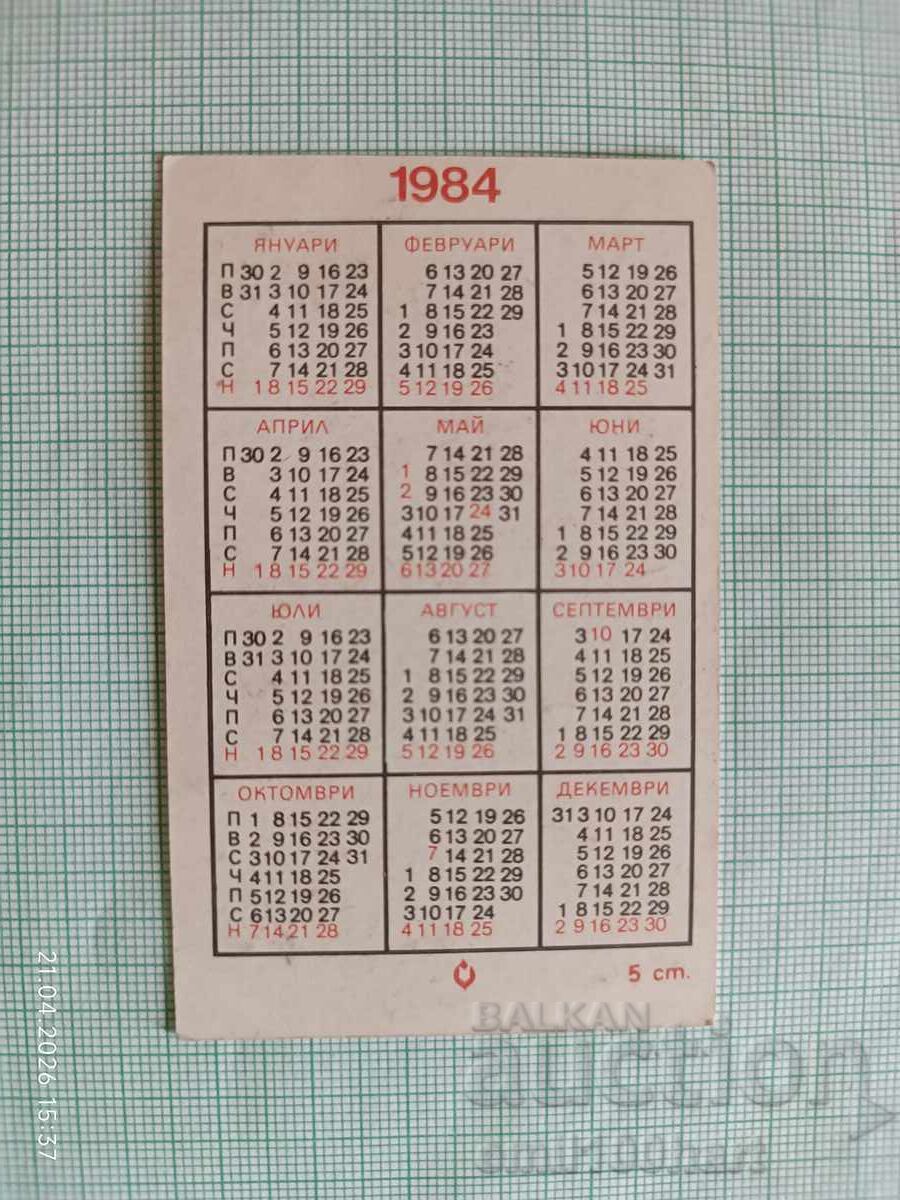 1984
ЯНУАРИ ФЕВРУАРИ МАРТ
П 30 2 9 16 23 6 13 20 27 5 12 19 26
В 31 3 10 17 24 7 14 21 28 6 13 20 27
С 4 11 18 25 1 8 15 22 29 7 14 21 28
Ч 5 12 19 26 2 9 16 23 1 8 15 22 29
П 6 13 20 27 3 10 17 24 2 9 16 23 30
С 7 14 21 28 4 11 18 25 3 10 17 24 31
Н 1 8 15 22 29 5 12 19 26 4 11 18 25
АПРИЛ МАЙ ЮНИ
П 30 2 9 16 23 7 14 21 28 4 11 18 25
В 3 10 17 24 1 8 15 22 29 5 12 19 26
С 4 11 18 25 2 9 16 23 30 6 13 20 27
Ч 5 12 19 26 3 10 17 24 31 7 14 21 28
П 6 13 20 27 4 11 18 25 1 8 15 22 29
С 7 14 21 28 5 12 19 26 2 9 16 23 30
Н 1 8 15 22 29 6 13 20 27 3 10 17 24
ЮЛИ АВГУСТ СЕПТЕМВРИ
П 30 2 9 16 23 6 13 20 27 3 10 17 24
В 31 3 10 17 24 7 14 21 28 4 11 18 25
С 4 11 18 25 1 8 15 22 29 5 12 19 26
Ч 5 12 19 26 2 9 16 23 30 6 13 20 27
П 6 13 20 27 3 10 17 24 31 7 14 21 28
С 7 14 21 28 4 11 18 25 1 8 15 22 29
Н 1 8 15 22 29 5 12 19 26 2 9 16 23 30
ОКТОМВРИ НОЕМВРИ ДЕКЕМВРИ
П 1 8 15 22 29 5 12 19 26 31 3 10 17 24
В 2 9 16 23 30 6 13 20 27 4 11 18 25
С 3 10 17 24 31 7 14 21 28 5 12 19 26
Ч 4 11 18 25 1 8 15 22 29 6 13 20 27
П 5 12 19 26 2 9 16 23 30 7 14 21 28
С 6 13 20 27 3 10 17 24 1 8 15 22 29
Н 7 14 21 28 4 11 18 25 2 9 16 23 30
5 ст.
BALKAN
auction
21.04.2026 15:37